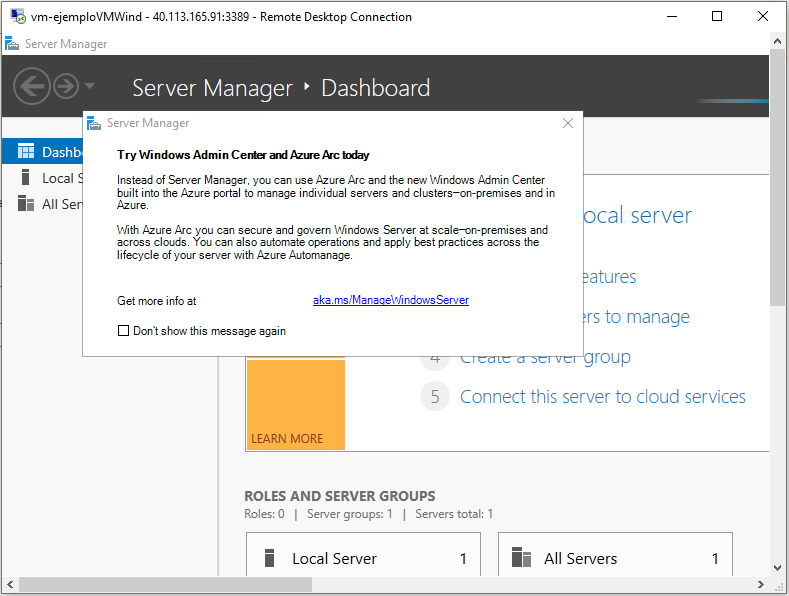 vm-ejemploVMWind - 40.113.165.91:3389 - Remote Desktop Connection
Server Manager
Server Manager Dashboard
Server Manager
Try Windows Admin Center and Azure Arc today
Instead of Server Manager, you can use Azure Arc and the new Windows Admin Center
built into the Azure portal to manage individual servers and clusters—on-premises and in
Azure.
With Azure Arc you can secure and govern Windows Server at scale—on-premises and
across clouds. You can also automate operations and apply best practices across the
lifecycle of your server with Azure Automanage.
Get more info at aka.ms/ManageWindowsServer
Don't show this message again
Dashb
Local S
All Ser
ocal server
eatures
ers to manage
4 Create a server group
5 Connect this server to cloud services
LEARN MORE
ROLES AND SERVER GROUPS
Roles: 0 | Server groups: 1 | Servers total: 1
Local Server 1
All Servers 1